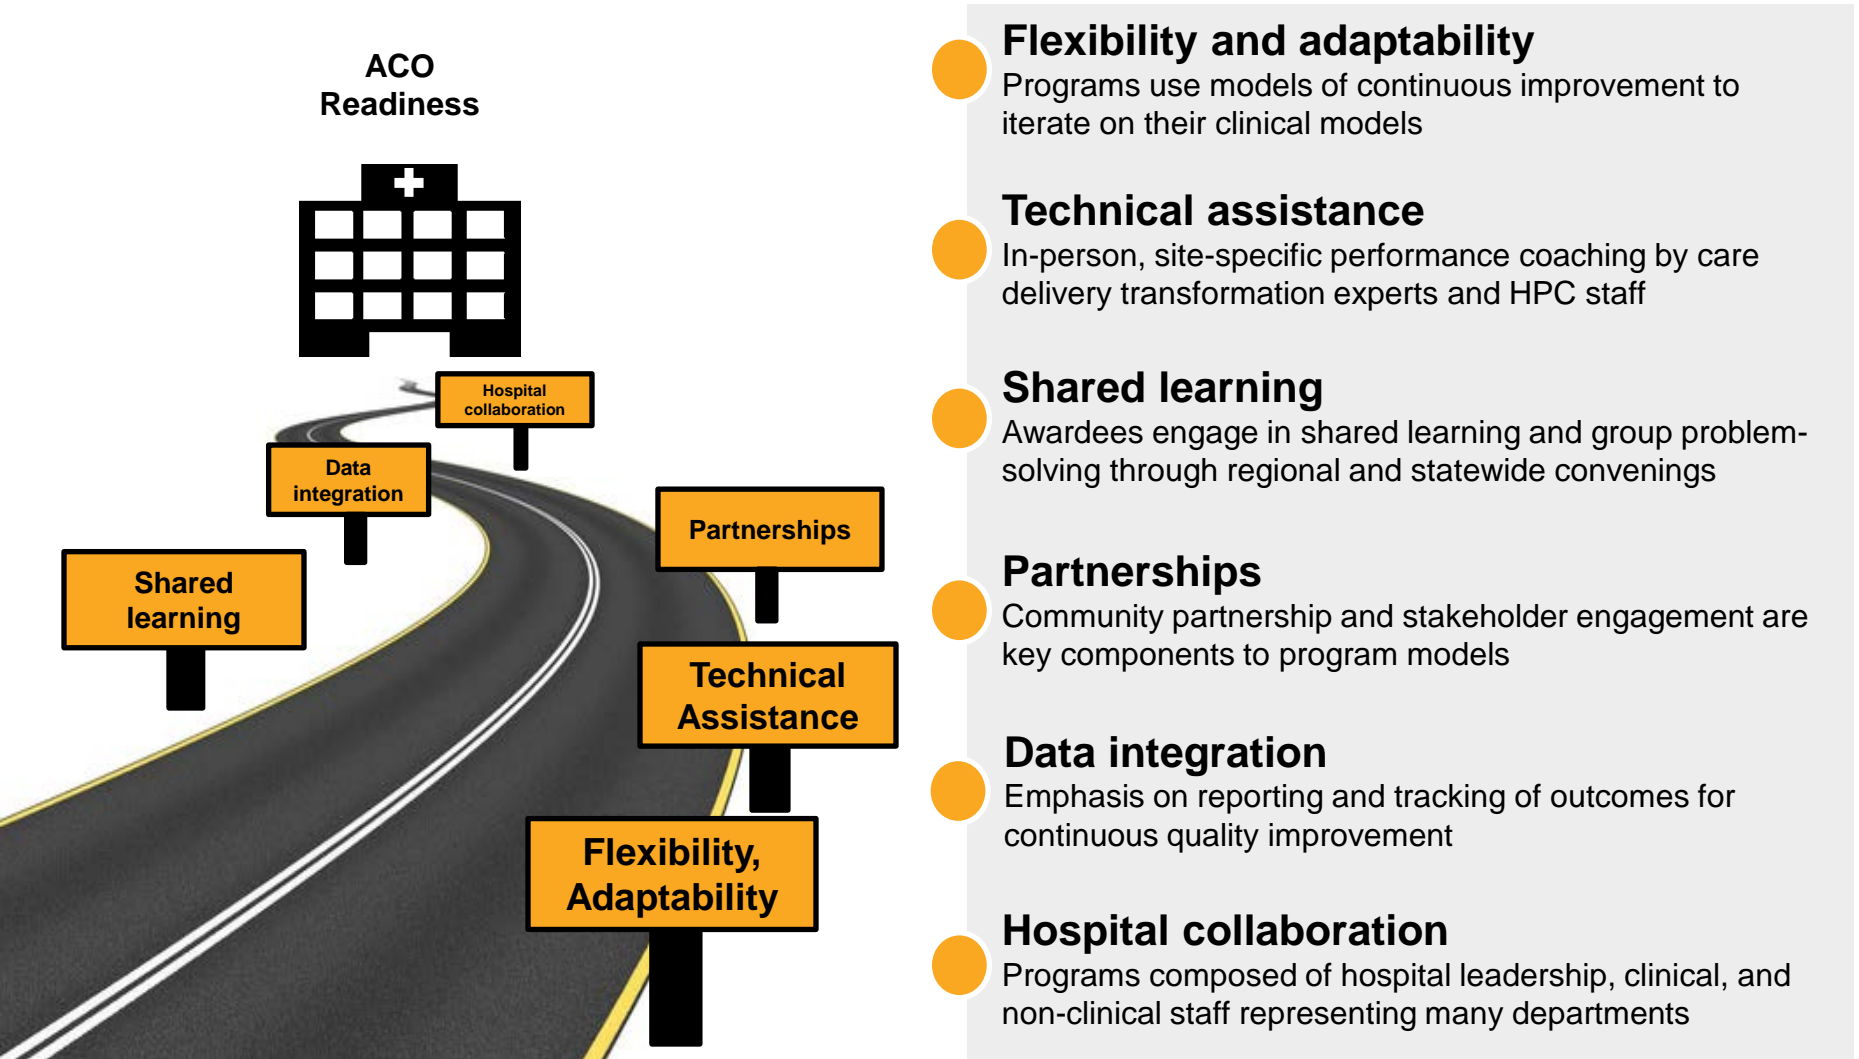 ACO
Readiness
Hospital
collaboration
Data
integration
Partnerships
Shared
learning
Technical
Assistance
Flexibility,
Adaptability
Flexibility and adaptability
Programs use models of continuous improvement to
iterate on their clinical models
Technical assistance
In-person, site-specific performance coaching by care
delivery transformation experts and HPC staff
Shared learning
Awardees engage in shared learning and group problem-
solving through regional and statewide convenings
Partnerships
Community partnership and stakeholder engagement are
key components to program models
Data integration
Emphasis on reporting and tracking of outcomes for
continuous quality improvement
Hospital collaboration
Programs composed of hospital leadership, clinical, and
non-clinical staff representing many departments